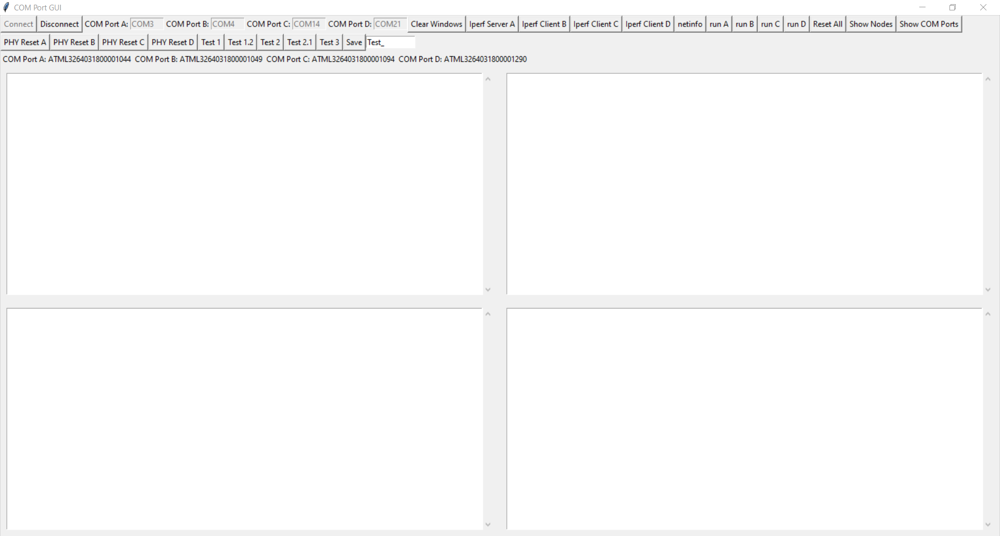 COM Port GUI
Connect Disconnect COM Port A: COM3 COM Port B: COM4 COM Port C: COM14 COM Port D: COM21 Clear Windows Iperf Server A Iperf Client B Iperf Client C Iperf Client D netinfo run A run B run C run D Reset All Show Nodes Show COM Ports
PHY Reset A PHY Reset B PHY Reset C PHY Reset D Test 1 Test 1.2 Test 2 Test 2.1 Test 3 Save Test_
COM Port A: ATML3264031800001044 COM Port B: ATML3264031800001049 COM Port C: ATML3264031800001094 COM Port D: ATML3264031800001290